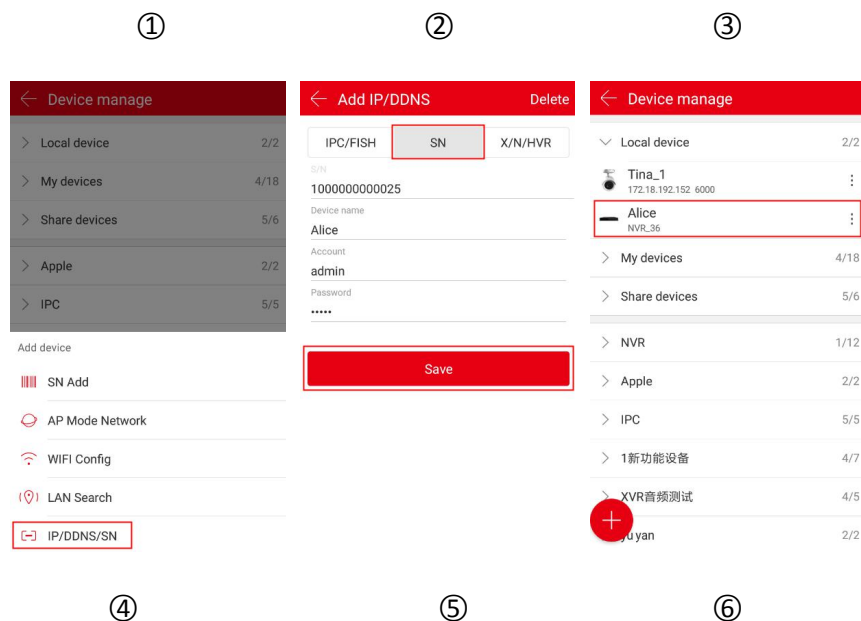 ① ② ③
Device manage
Local device 2/2
My devices 4/18
Share devices 5/6
Apple 2/2
IPC 5/5
Add device
SN Add
AP Mode Network
WIFI Config
LAN Search
IP/DDNS/SN
Add IP/DDNS Delete
IPC/FISH SN X/N/HVR
S/N
1000000000025
Device name
Alice
Account
admin
Password
•••••
Save
Device manage
Local device 2/2
Tina_1
172.18.192.152 6000
Alice
NVR_36
My devices 4/18
Share devices 5/6
NVR 1/12
Apple 2/2
IPC 5/5
1新功能设备 4/7
XVR音频测试 4/5
yu yan 2/2
④ ⑤ ⑥